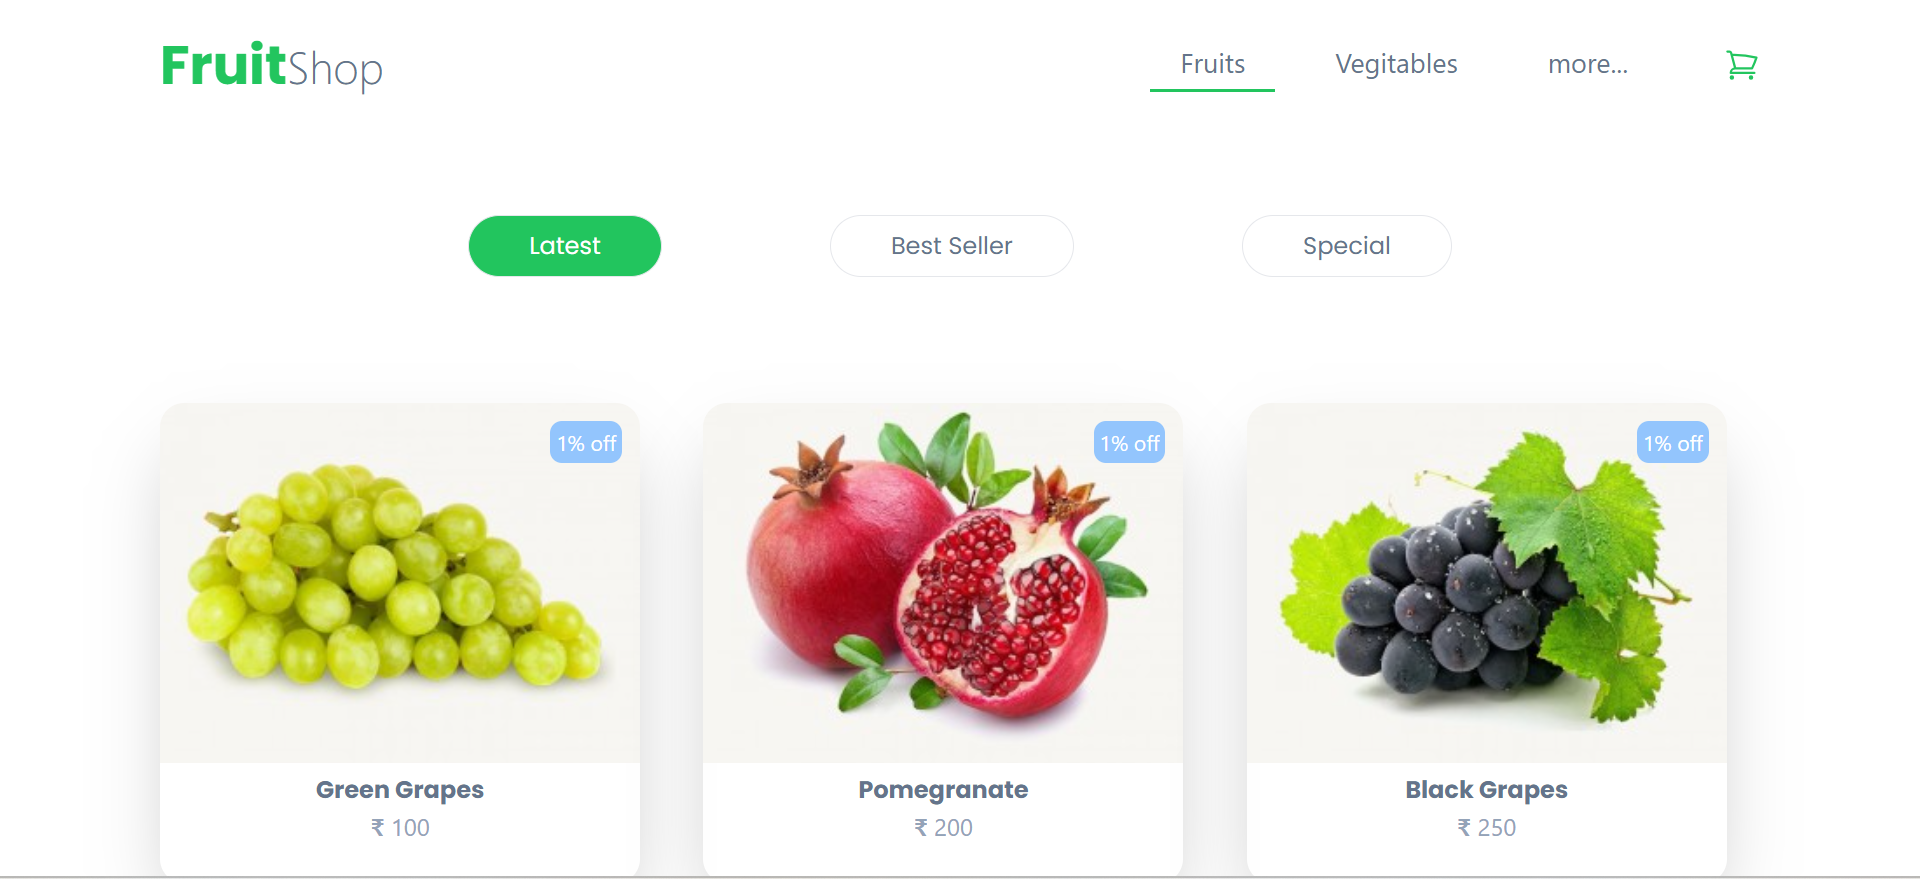 FruitShop
Fruits
Vegitables
more...
Latest
Best Seller
Special
1% off
1% off
1% off
Green Grapes
₹ 100
Pomegranate
₹ 200
Black Grapes
₹ 250